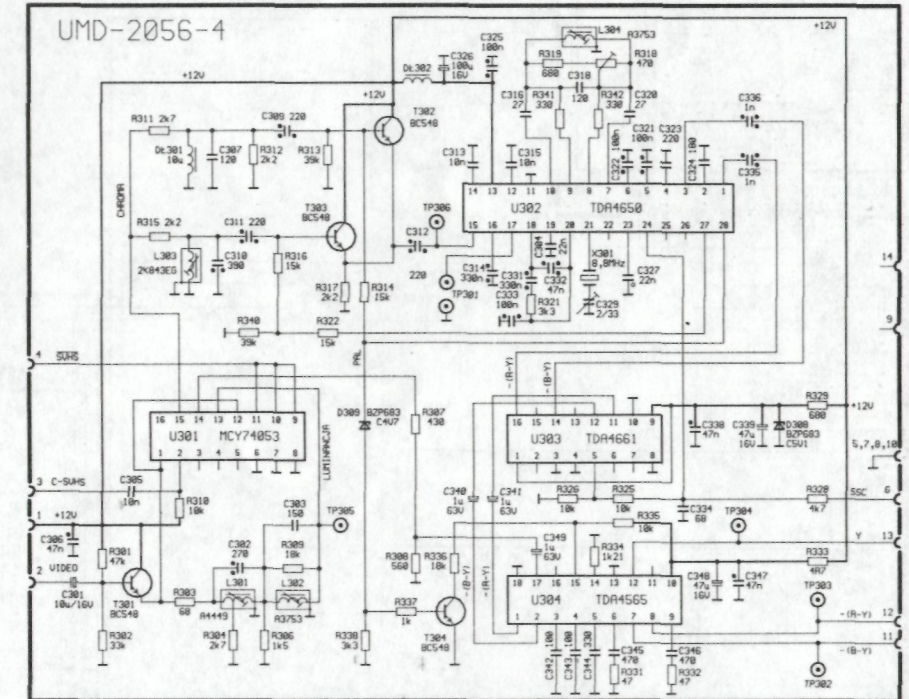 UMD-2056-4
+12V
+12V
+12V
Dł302
C326
100u
16V
C325
100n
L304
R3753
R319
680
R318
470
C318
120
C316
27
R341
330
R342
330
C320
27
R311 2k7
C309 220
T302
BC548
Dł301
10u
C307
120
R312
2k2
R313
39k
C313
10n
C315
10n
C322
100n
C321
100n
C323
220
C324 180
C336
1n
C335
1n
14 13 12 11 10 9 8 7 6 5 4 3 2 1
U302 TDA4650
15 16 17 18 19 20 21 22 23 24 25 26 27 28
CHROMA
R315 2k2
C311 220
T303
BC548
TP306
C312
220
L303
2K843EG
C310
390
R316
15k
R317
2k2
R314
15k
TP301
C314
330n
C331
330n
C333
100n
C304
22n
C332
47n
R321
3k3
X301
8,8MHz
C329
2/33
C327
22n
R340
39k
R322
15k
PAL
14
9
4 SVHS
-(R-Y)
-(B-Y)
16 15 14 13 12 11 10 9
U301 MCY74053
1 2 3 4 5 6 7 8
D309 BZP683
C4V7
R307
430
LUMINANCJA
16 15 14 13 12 11 10 9
U303 TDA4661
1 2 3 4 5 6 7 8
C338
47n
C339
47u
16V
D308
BZP683
C5V1
R329
680
+12V
5,7,8,10
3 C-SVHS
C305
10n
R310
10k
C303
150
TP305
C340
1u
63V
C341
1u
63V
R326
10k
R325
10k
C334
68
R328
4k7
SSC
6
1 +12V
C306
47n
R301
47k
C302
270
R309
18k
C349
1u
63V
R335
10k
TP304
Y
13
2 VIDEO
C301
10u/16V
T301
BC548
R303
68
L301
R4449
L302
R3753
R308
560
R336
18k
R334
1k21
R333
4R7
C348
47u
16V
C347
47n
TP303
-(B-Y)
-(R-Y)
18 17 16 15 14 13 12 11 10
U304 TDA4565
1 2 3 4 5 6 7 8 9
R337
1k
T304
BC548
R302
33k
R304
2k7
R306
1k5
R338
3k3
C342 100
C343 100
C344 330
C345
470
R331
47
C346
470
R332
47
12
-(R-Y)
11
-(B-Y)
TP302